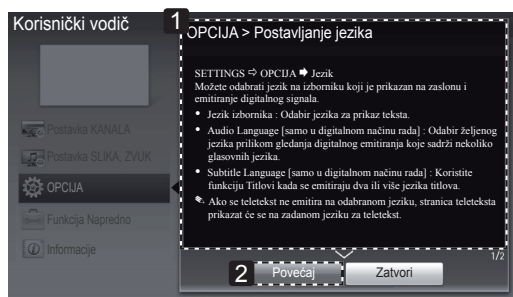 Korisnički vodič
1
OPCIJA > Postavljanje jezika
SETTINGS ⇨ OPCIJA ➡ Jezik
Možete odabrati jezik na izborniku koji je prikazan na zaslonu i
emitiranje digitalnog signala.
• Jezik izbornika : Odabir jezika za prikaz teksta.
• Audio Language [samo u digitalnom načinu rada] : Odabir željenog
jezika prilikom gledanja digitalnog emitiranja koje sadrži nekoliko
glasovnih jezika.
• Subtitle Language [samo u digitalnom načinu rada] : Koristite
funkciju Titlovi kada se emitiraju dva ili više jezika titlova.
✎ Ako se teletekst ne emitira na odabranom jeziku, stranica teleteksta
prikazat će se na zadanom jeziku za teletekst.
Postavka KANALA
Postavka SLIKA, ZVUK
OPCIJA
Funkcija Napredno
Informacije
1/2
2
Povećaj
Zatvori